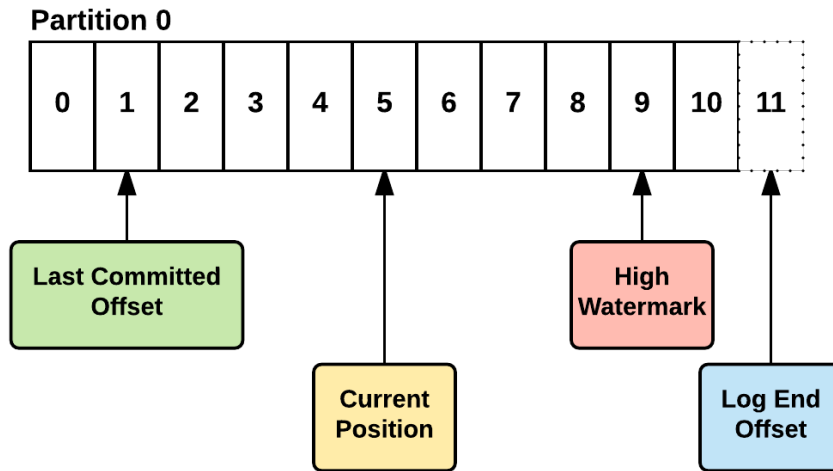 Partition 0
0 1 2 3 4 5 6 7 8 9 10 11
Last Committed
Offset
High
Watermark
Current
Position
Log End
Offset